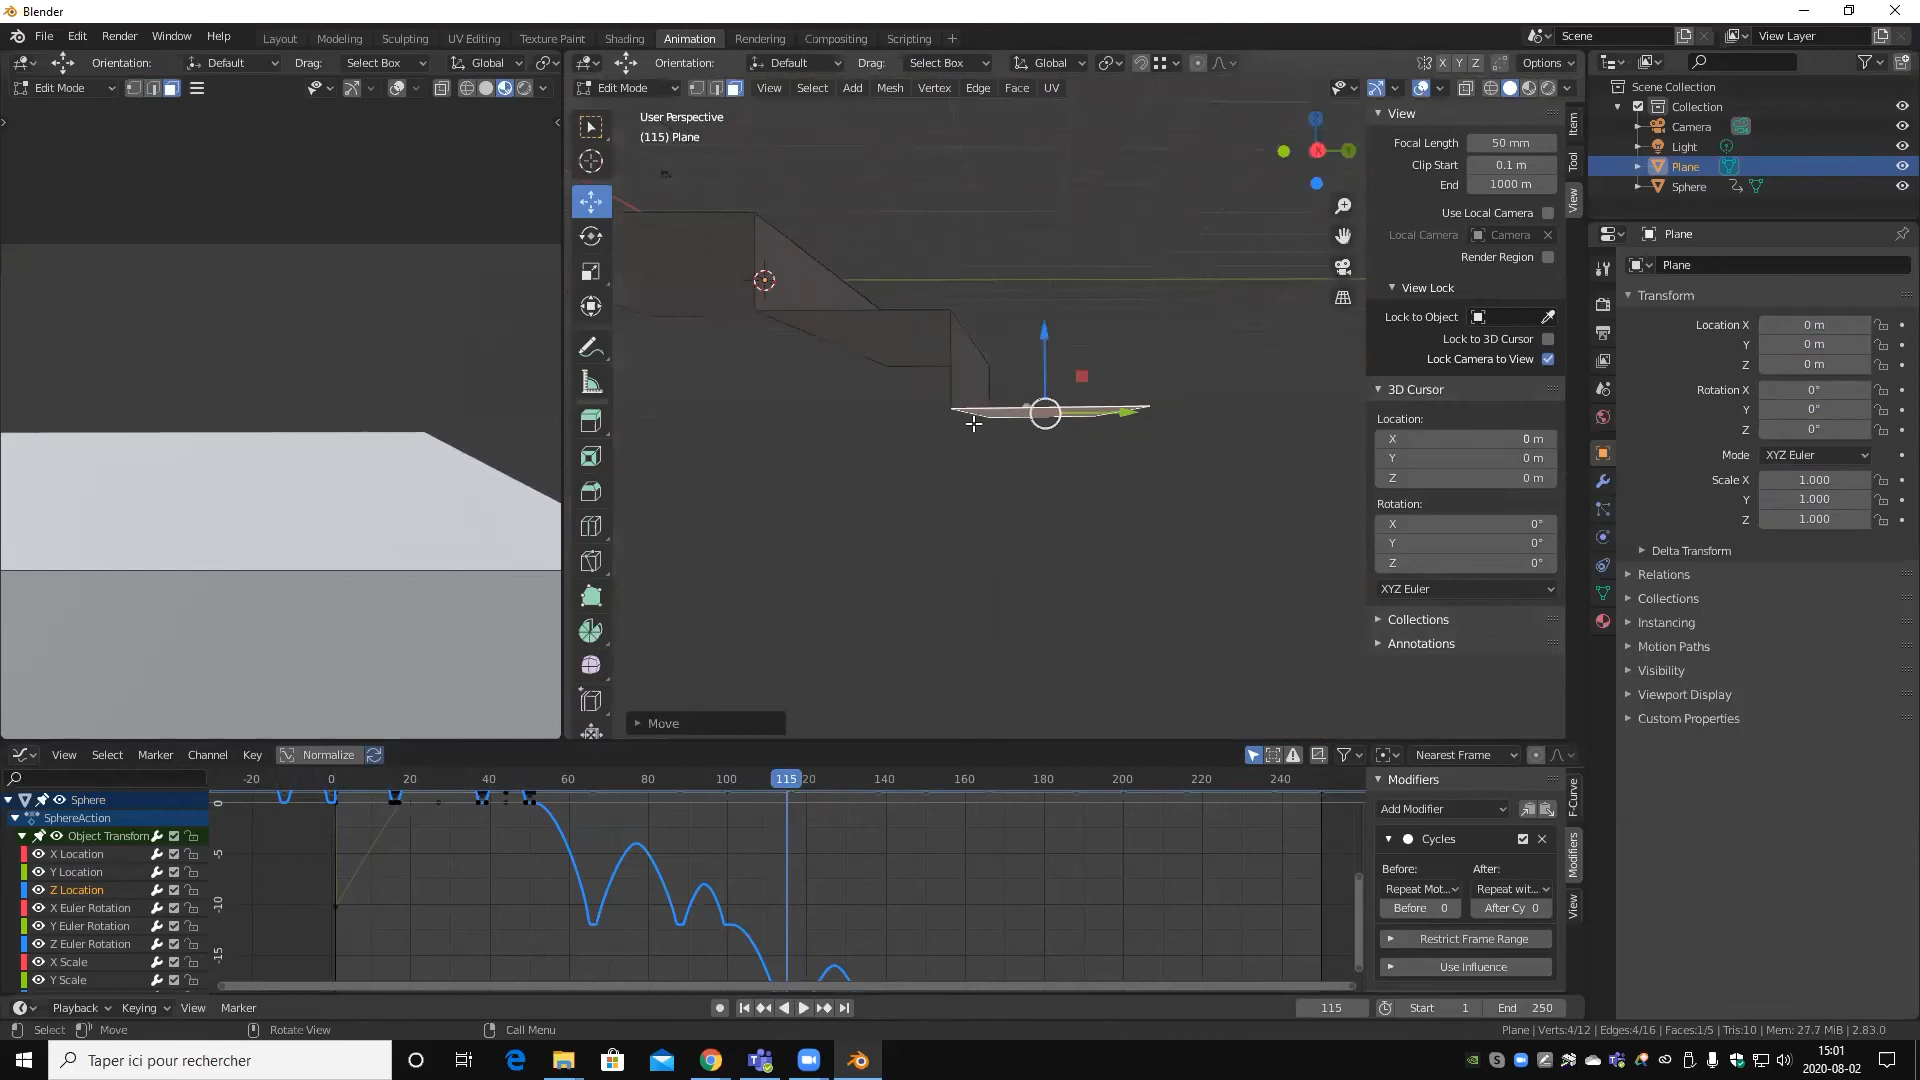 Blender
File Edit Render Window Help
Layout Modeling Sculpting UV Editing Texture Paint Shading Animation Rendering Compositing Scripting
Scene View Layer
Orientation: Default Drag: Select Box Global
Orientation: Default Drag: Select Box Global X Y Z Options
Edit Mode
Edit Mode View Select Add Mesh Vertex Edge Face UV
User Perspective
(115) Plane
View
Focal Length 50 mm
Clip Start 0.1 m
End 1000 m
Use Local Camera
Local Camera Camera
Render Region
View Lock
Lock to Object
Lock to 3D Cursor
Lock Camera to View
3D Cursor
Location:
X 0 m
Y 0 m
Z 0 m
Rotation:
X 0°
Y 0°
Z 0°
XYZ Euler
Collections
Annotations
Item
Tool
View
Move
Scene Collection
Collection
Camera
Light
Plane
Sphere
Plane
Plane
Transform
Location X 0 m
Y 0 m
Z 0 m
Rotation X 0°
Y 0°
Z 0°
Mode XYZ Euler
Scale X 1.000
Y 1.000
Z 1.000
Delta Transform
Relations
Collections
Instancing
Motion Paths
Visibility
Viewport Display
Custom Properties
View Select Marker Channel Key Normalize Nearest Frame
-20 0 20 40 60 80 100 115 120 140 160 180 200 220 240
0
-5
-10
-15
Sphere
SphereAction
Object Transform
X Location
Y Location
Z Location
X Euler Rotation
Y Euler Rotation
Z Euler Rotation
X Scale
Y Scale
Modifiers
Add Modifier
Cycles
Before: After:
Repeat Mot... Repeat wit...
Before 0 After Cy 0
Restrict Frame Range
Use Influence
F-Curve
Modifiers
View
Playback Keying View Marker 115 Start 1 End 250
Select Move Rotate View Call Menu Plane | Verts:4/12 | Edges:4/16 | Faces:1/5 | Tris:10 | Mem: 27.7 MiB | 2.83.0
Taper ici pour rechercher
15:01
2020-08-02